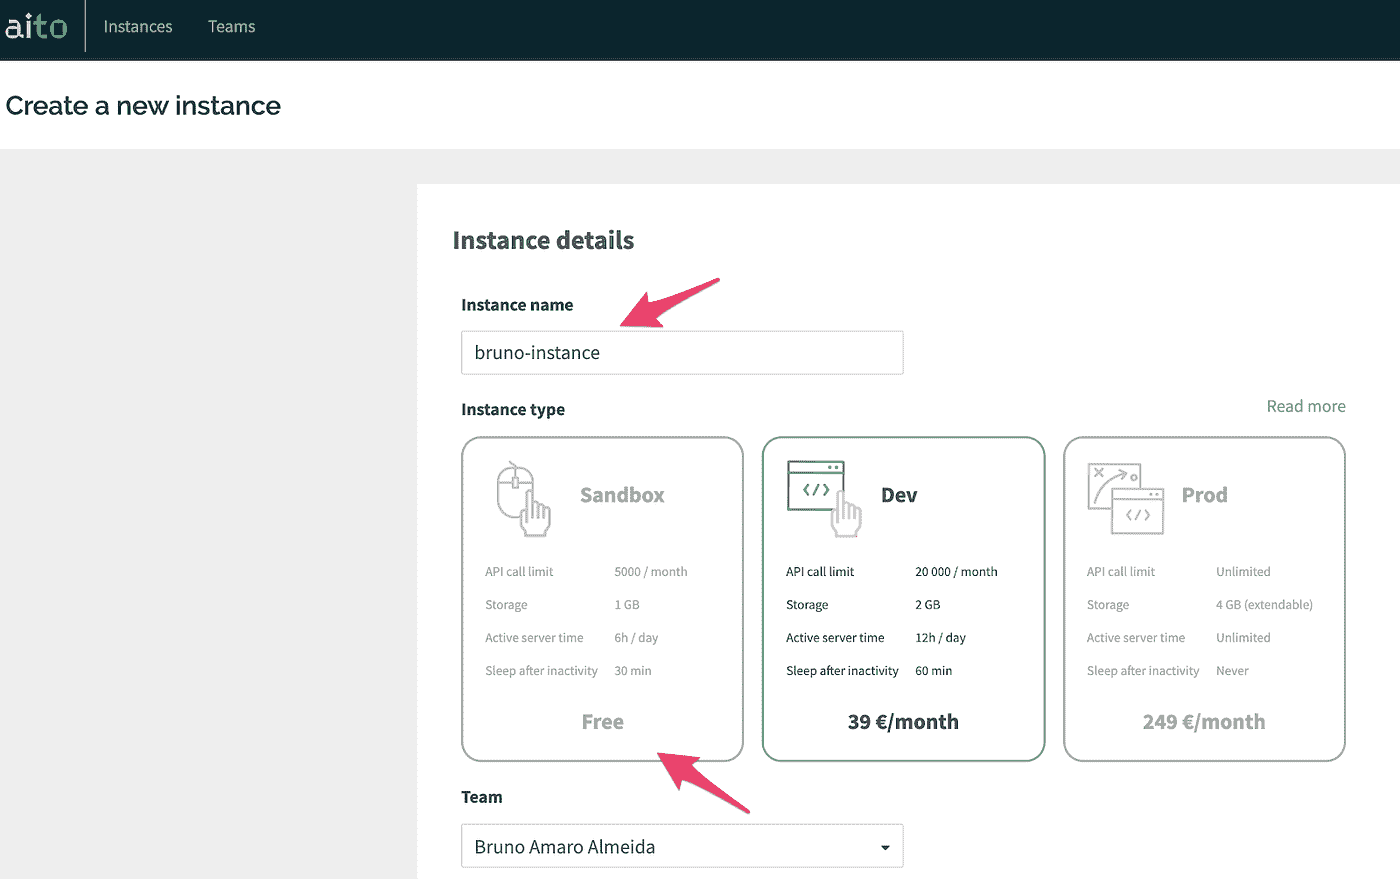 aito Instances Teams
Create a new instance
Instance details
Instance name
bruno-instance
Instance type Read more
Sandbox
API call limit 5000 / month
Storage 1 GB
Active server time 6h / day
Sleep after inactivity 30 min
Free
</> Dev
API call limit 20 000 / month
Storage 2 GB
Active server time 12h / day
Sleep after inactivity 60 min
39 €/month
</> Prod
API call limit Unlimited
Storage 4 GB (extendable)
Active server time Unlimited
Sleep after inactivity Never
249 €/month
Team
Bruno Amaro Almeida